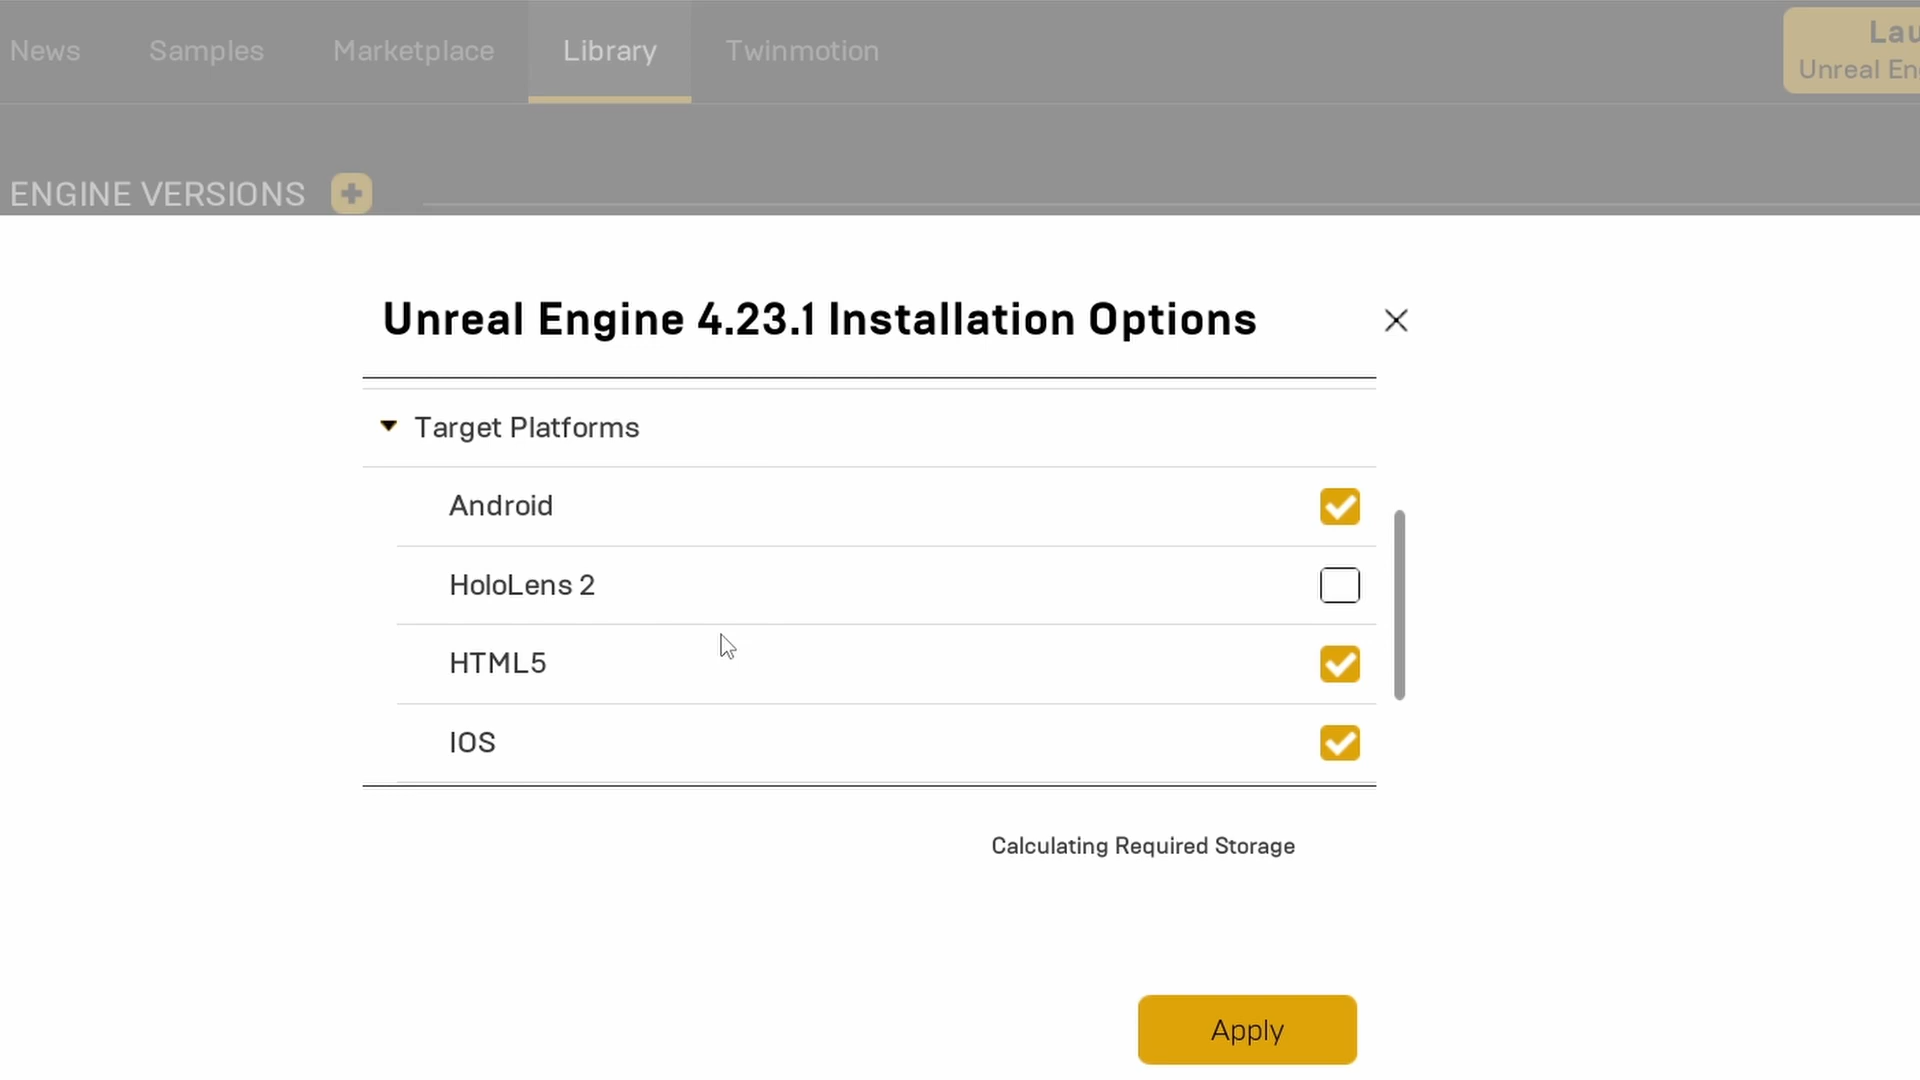 News Samples Marketplace Library Twinmotion
Unreal
ENGINE VERSIONS
Unreal Engine 4.23.1 Installation Options
Target Platforms
Android
HoloLens 2
HTML5
IOS
Calculating Required Storage
Apply